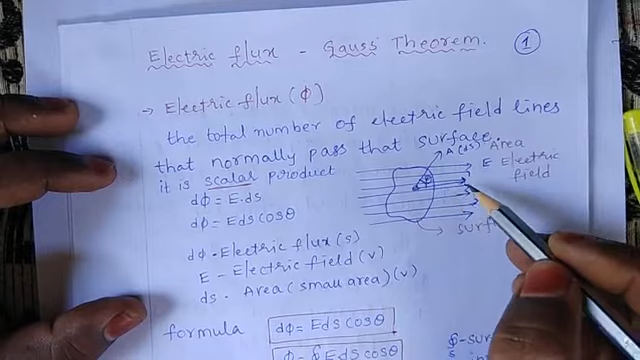 Electric flux - Gauss Theorem. 1
→ Electric flux (ϕ)
the total number of electric field lines
that normally pass that surface.
it is scalar product
A (ds) Area
E Electric
field
θ
dϕ = E.ds
dϕ = Eds cosθ
dϕ - Electric flux (s)
E - Electric field (v)
ds - Area (small area) (v)
formula
dϕ = Eds cosθ
ϕ = ∮ Eds cosθ